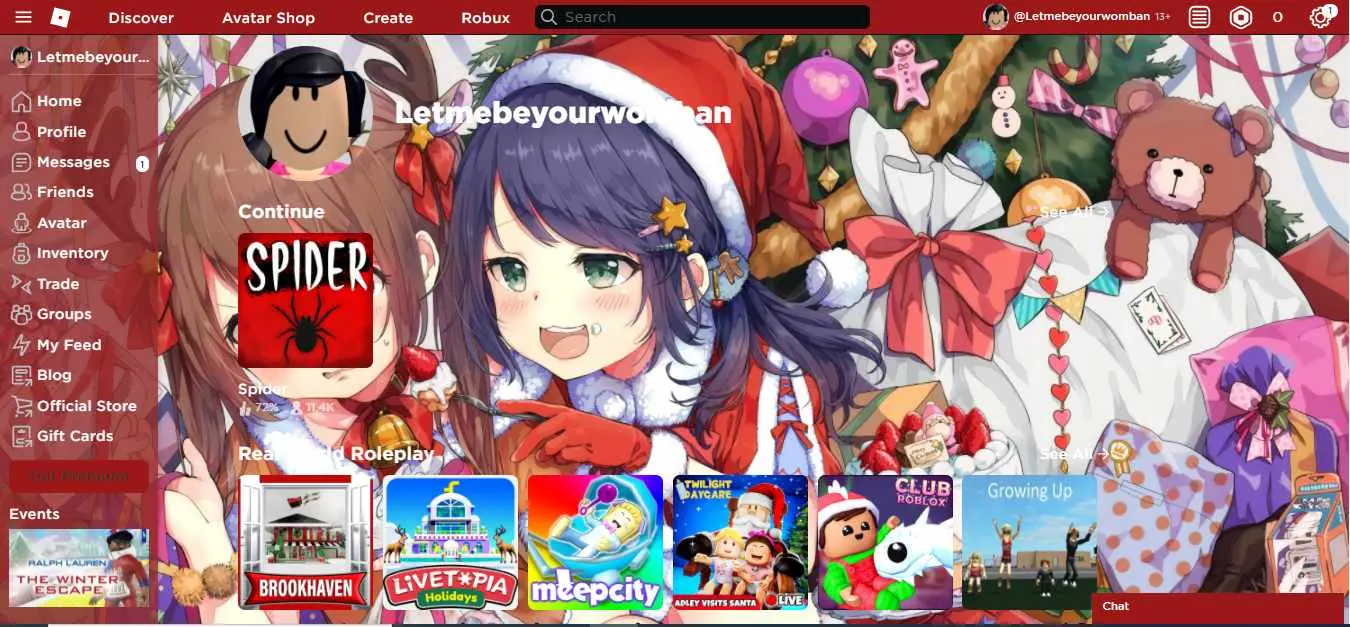 Discover
Avatar Shop
Create
Robux
Search
@Letmebeyourwomban 13+
0
1
Letmebeyour...
Home
Profile
Messages 1
Friends
Avatar
Inventory
Trade
Groups
My Feed
Blog
Official Store
Gift Cards
Get Premium
Events
RALPH LAUREN
THE WINTER
ESCAPE
Letmebeyourwomban
Continue
See All →
SPIDER
Spider
72% 11.4K
Real World Roleplay
See All →
BROOKHAVEN
LIVETOPIA
Holidays
meepcity
TWILIGHT
DAYCARE
ADLEY VISITS SANTA LIVE
CLUB
ROBLOX
Growing Up
Chat